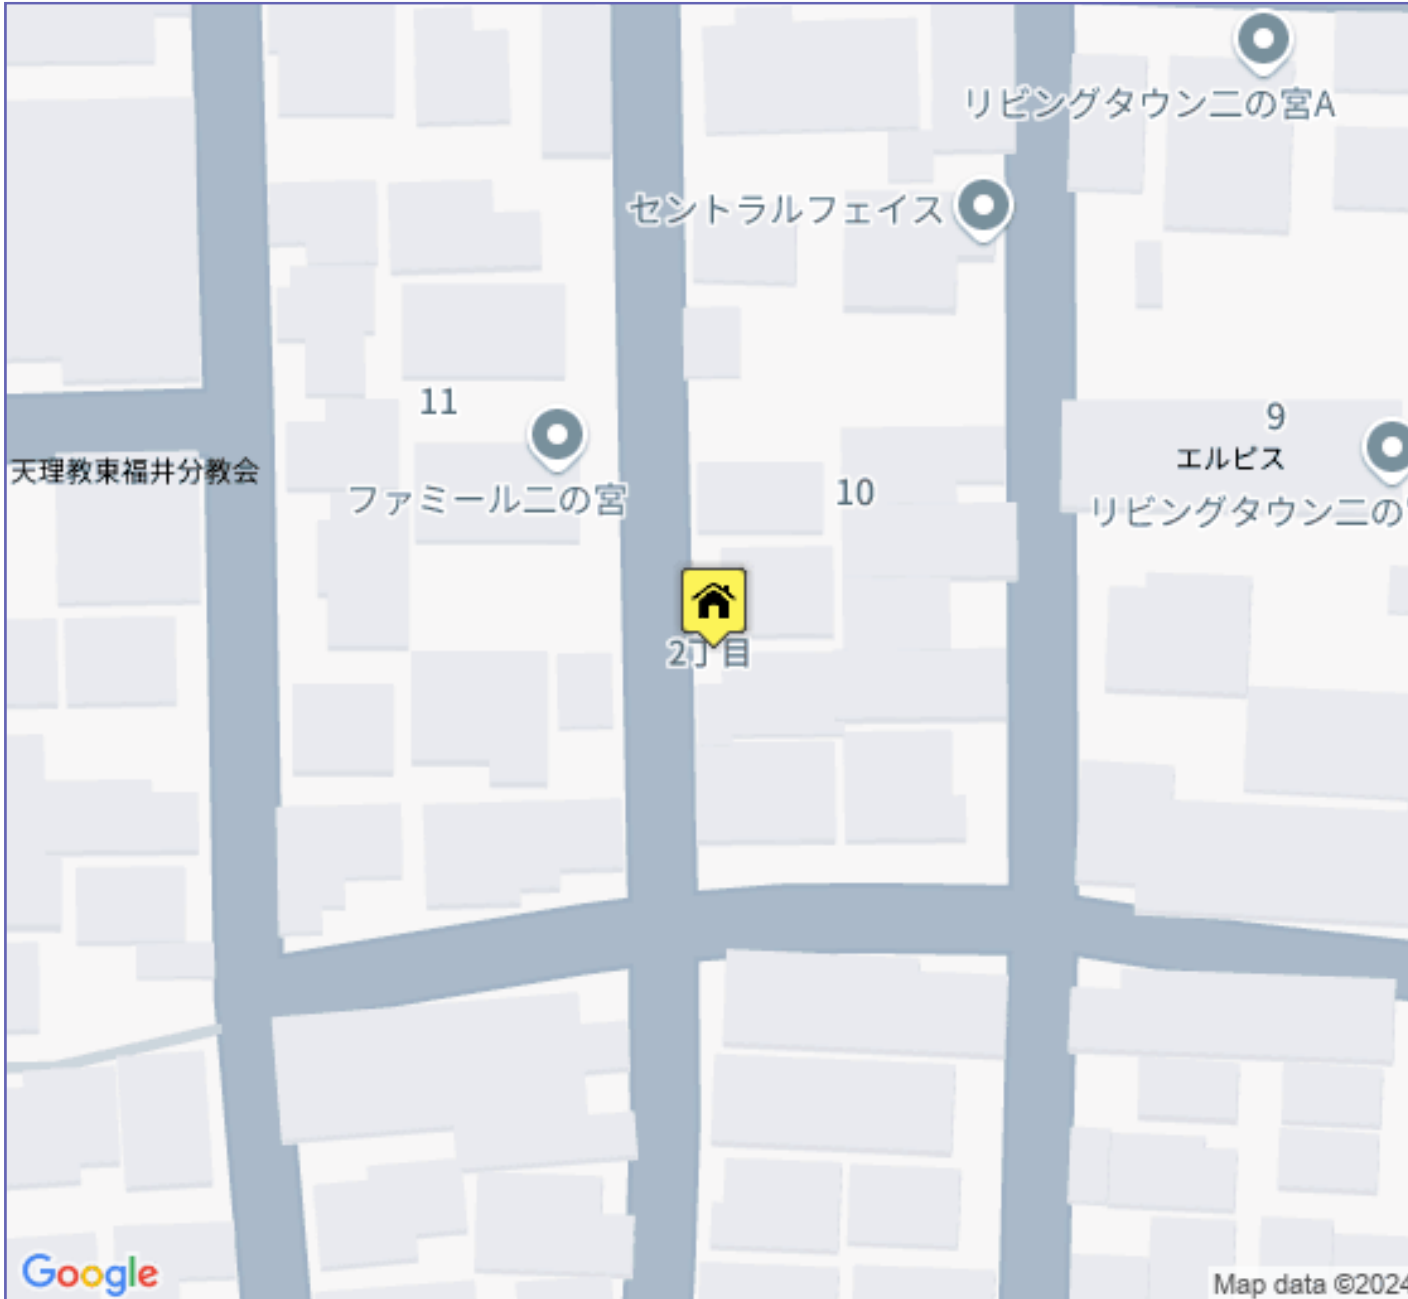 リビングタウン二の宮A
セントラルフェイス
11
9
天理教東福井分教会
エルピス
ファミール二の宮
10
リビングタウン二の
2丁目
Google
Map data ©2024